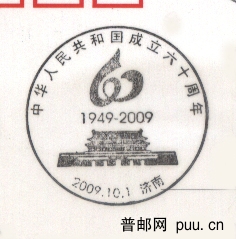 中华人民共和国成立六十周年
60
1949-2009
2009.10.1 济南
普邮网 puu.cn